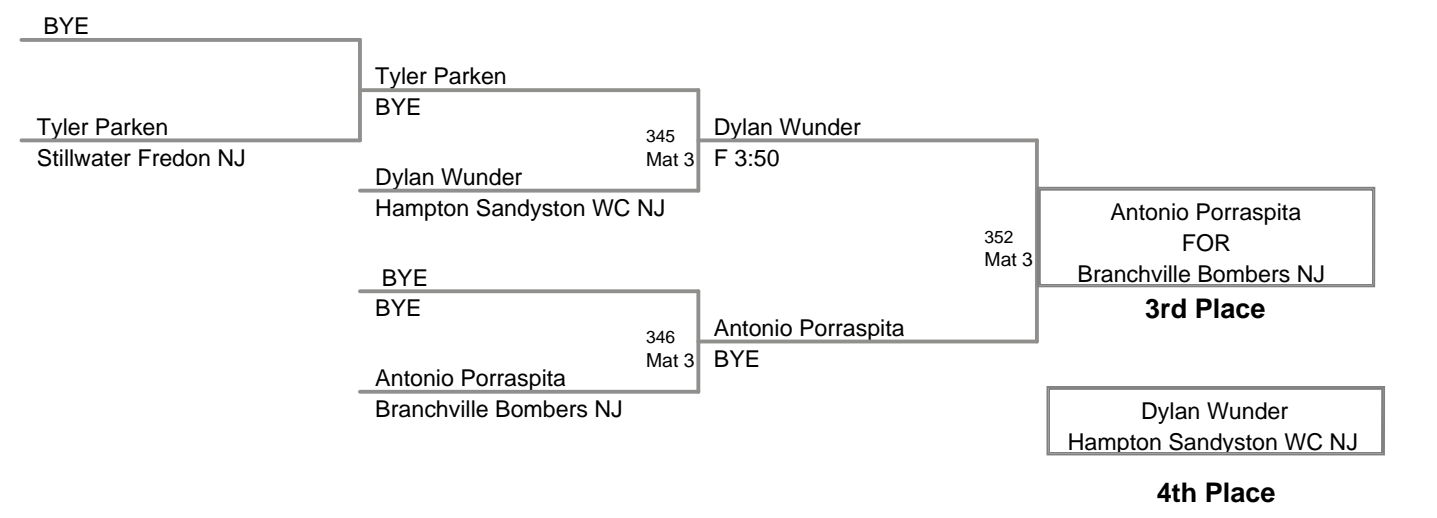 BYE
Tyler Parken
BYE
Tyler Parken
Stillwater Fredon NJ
345
Mat 3
Dylan Wunder
F 3:50
Dylan Wunder
Hampton Sandyston WC NJ
352
Mat 3
Antonio Porraspita
FOR
Branchville Bombers NJ
3rd Place
BYE
BYE
346
Mat 3
Antonio Porraspita
BYE
Antonio Porraspita
Branchville Bombers NJ
Dylan Wunder
Hampton Sandyston WC NJ
4th Place